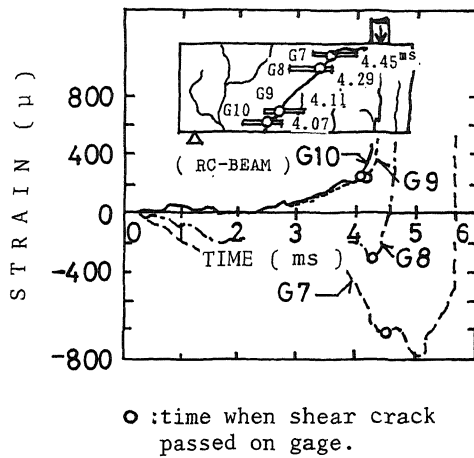 G7
4.45 ms
G8
4.29
G9
4.11
G10
4.07
( RC-BEAM )
G10
G9
G8
G7
STRAIN (μ)
800
400
0
-400
-800
TIME ( ms )
0 1 2 3 4 5 6
o :time when shear crack
passed on gage.